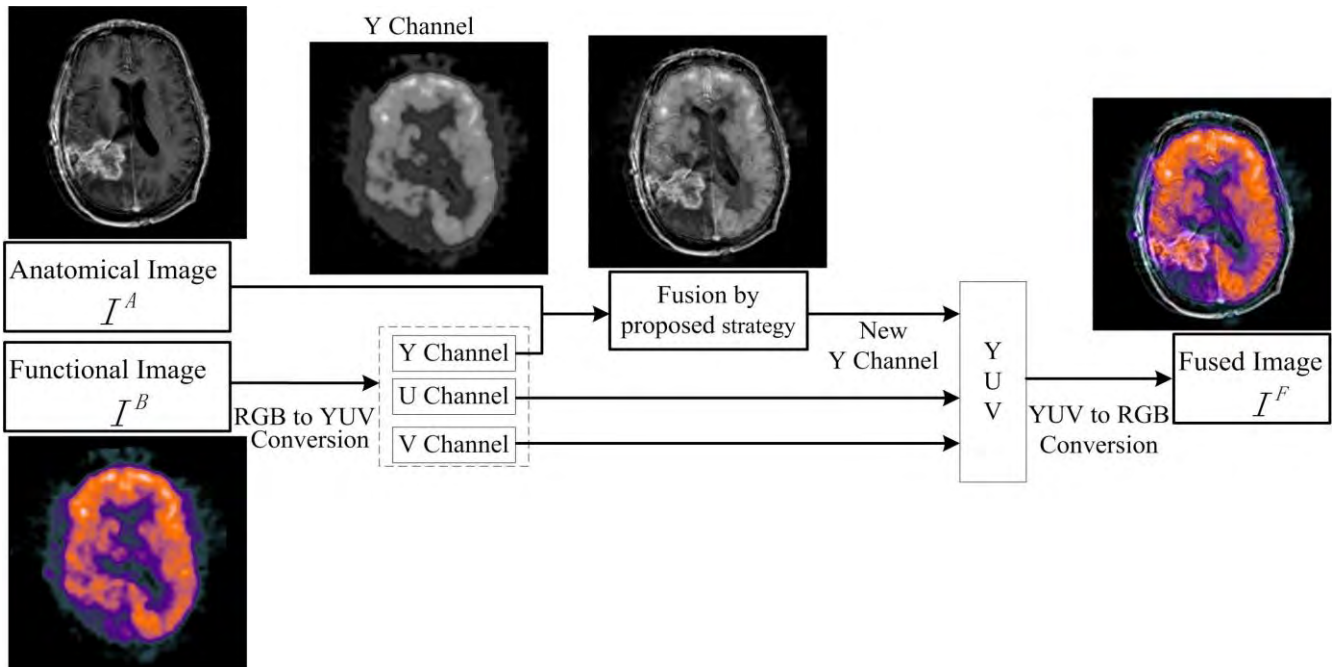 Y Channel
Anatomical Image
I^A
Functional Image
I^B
RGB to YUV
Conversion
Y Channel
U Channel
V Channel
Fusion by
proposed strategy
New
Y Channel
Y
U
V
YUV to RGB
Conversion
Fused Image
I^F